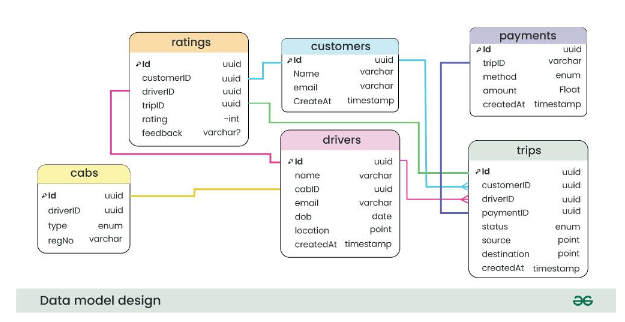 ratings
Id uuid
customerID uuid
driverID uuid
tripID uuid
rating -int
feedback varchar?
customers
Id uuid
Name varchar
email varchar
CreateAt timestamp
payments
Id uuid
tripID varchar
method enum
amount Float
createdAt timestamp
cabs
Id uuid
driverID uuid
type enum
regNo varchar
drivers
Id uuid
name varchar
cabID uuid
email varchar
dob date
location point
createdAt timestamp
trips
Id uuid
customerID uuid
driverID uuid
paymentID uuid
status enum
source point
destination point
createdAt timestamp
Data model design